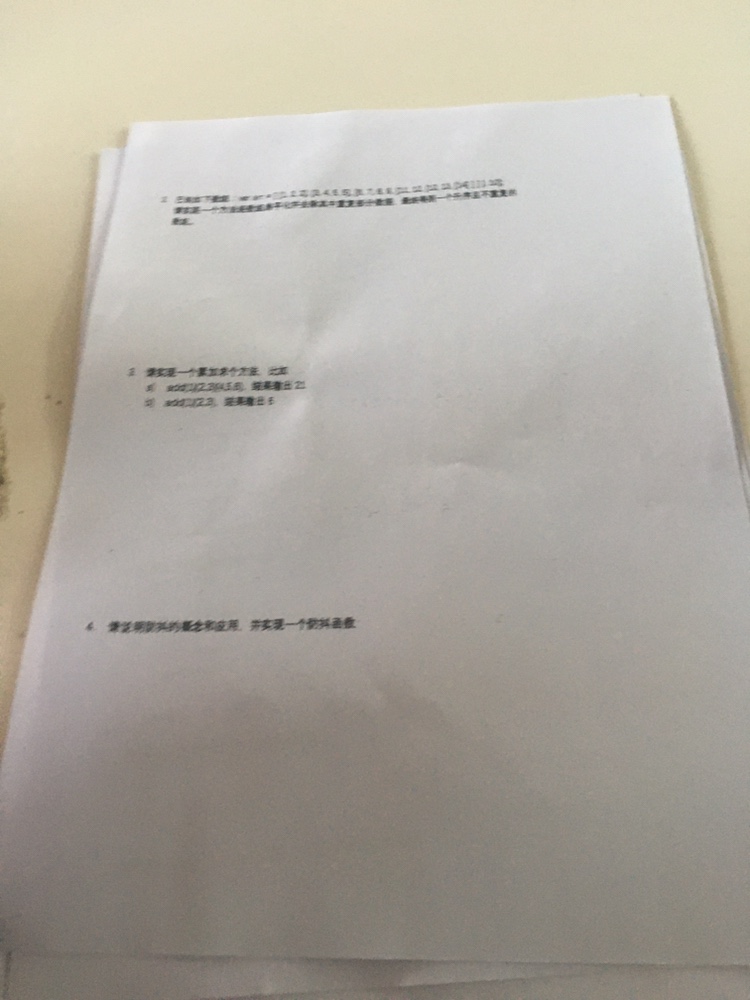 2. 已知如下数组: var arr = [ [1, 2, 2], [3, 4, 5, 5], [6, 7, 8, 9, [11, 12, [12, 13, [14] ] ] ], 10];
请实现一个方法将数组扁平化并去除其中重复部分数据, 最终得到一个升序且不重复的
数组。
3. 请实现一个累加求个方法, 比如
a) add(1)(2,3)(4,5,6), 结果输出 21
b) add(1)(2,3), 结果输出 6
4. 请说明防抖的概念和应用, 并实现一个防抖函数